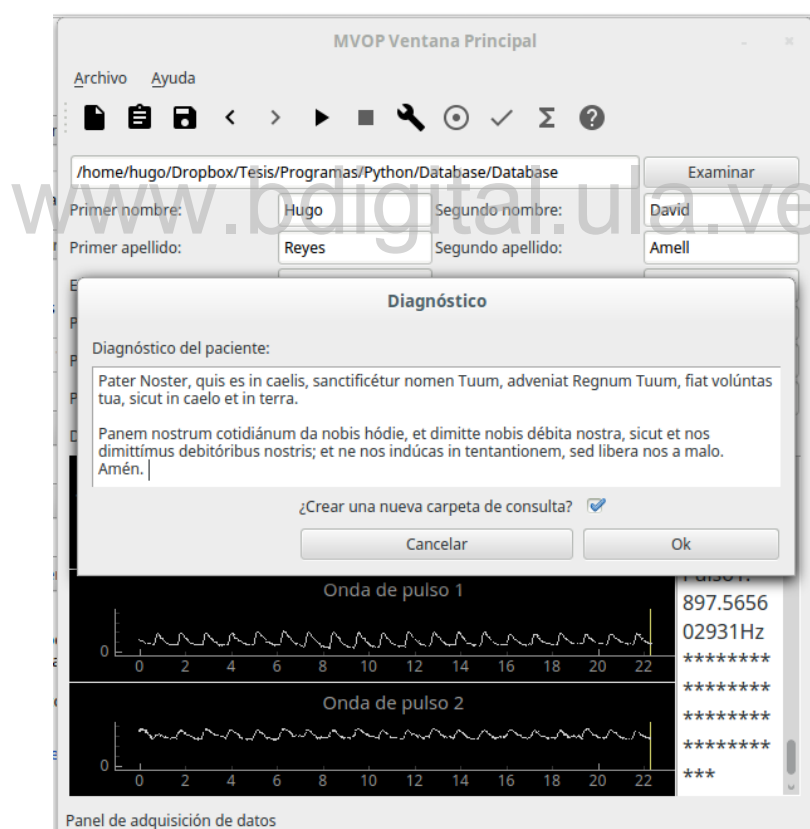 MVOP Ventana Principal
Archivo Ayuda
/home/hugo/Dropbox/Tesis/Programas/Python/Database/Database Examinar
www.bdigital.ula.ve
Primer nombre: Hugo Segundo nombre: David
Primer apellido: Reyes Segundo apellido: Amell
Diagnóstico
Diagnóstico del paciente:
Pater Noster, quis es in caelis, sanctificétur nomen Tuum, adveniat Regnum Tuum, fiat volúntas
tua, sicut in caelo et in terra.
Panem nostrum cotidiánum da nobis hódie, et dimitte nobis débita nostra, sicut et nos
dimittímus debitóribus nostris; et ne nos indúcas in tentantionem, sed libera nos a malo.
Amén.
¿Crear una nueva carpeta de consulta?
Cancelar Ok
Onda de pulso 1
0
0 2 4 6 8 10 12 14 16 18 20 22
Onda de pulso 2
0
0 2 4 6 8 10 12 14 16 18 20 22
Pulso1:
897.5656
02931Hz
********
********
********
********
***
Panel de adquisición de datos